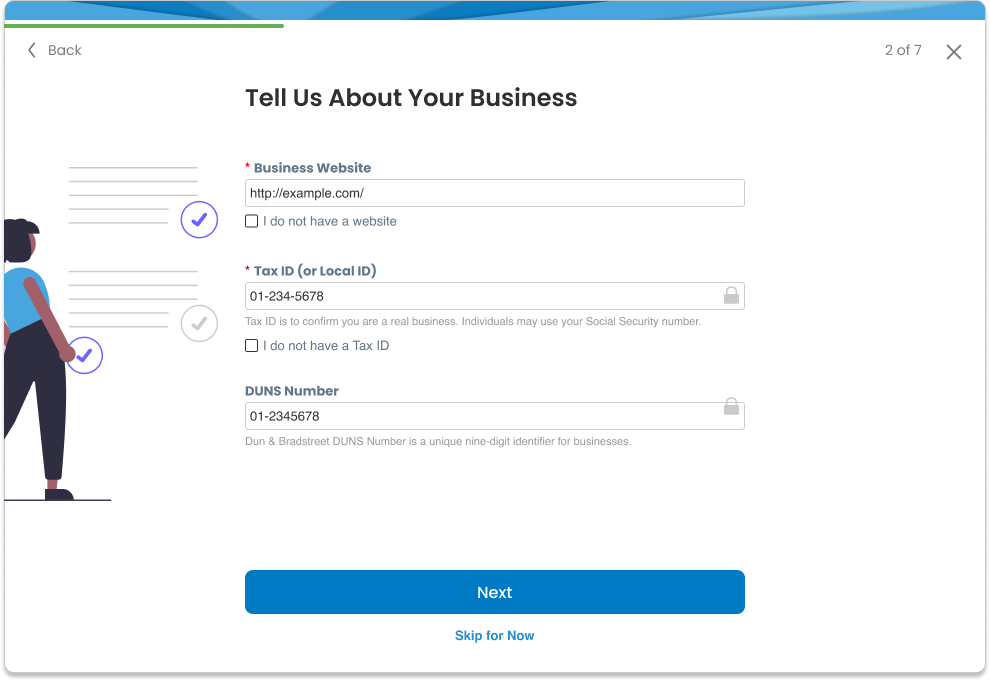 Back
2 of 7
Tell Us About Your Business
* Business Website
http://example.com/
I do not have a website
* Tax ID (or Local ID)
01-234-5678
Tax ID is to confirm you are a real business. Individuals may use your Social Security number.
I do not have a Tax ID
DUNS Number
01-2345678
Dun & Bradstreet DUNS Number is a unique nine-digit identifier for businesses.
Next
Skip for Now